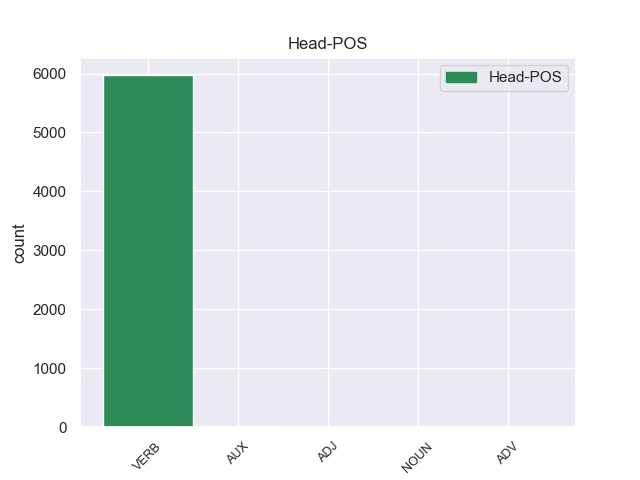 Head-POS
Head-POS
6000
5000
4000
3000
2000
1000
0
count
VERB
AUX
ADJ
NOUN
ADV